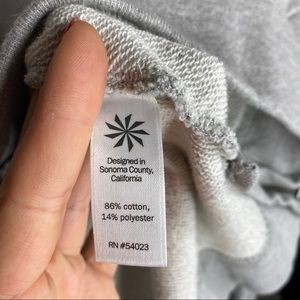 Designed in
Sonoma County,
California
86% cotton,
14% polyester
RN #54023